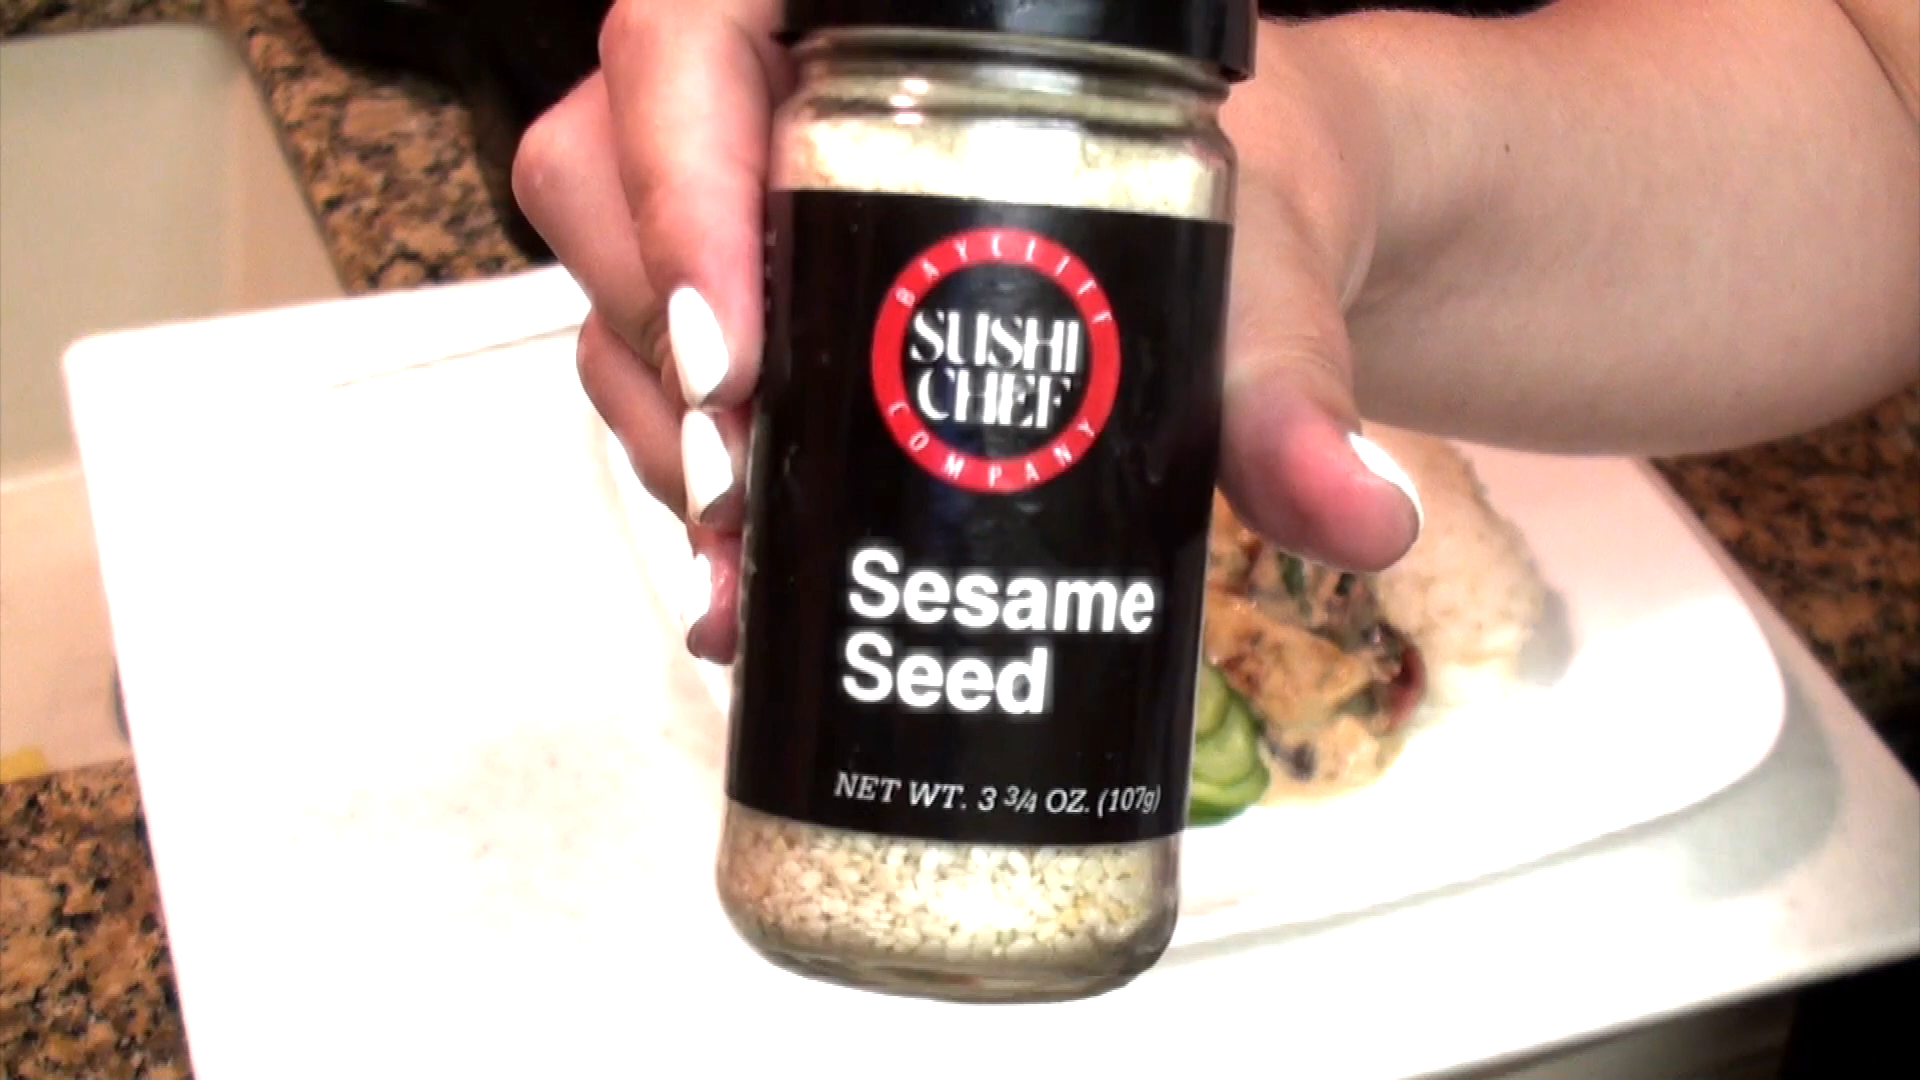 BAYCLIFF
SUSHI
CHEF
COMPANY
Sesame
Seed
NET WT. 3 3/4 OZ. (107g)